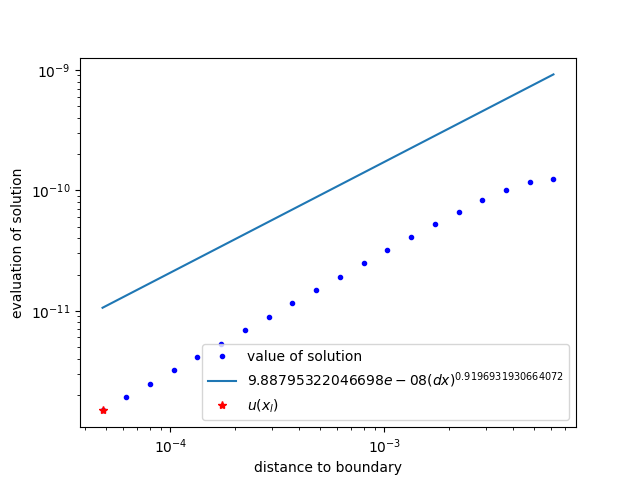 10⁻⁹
10⁻¹⁰
10⁻¹¹
evaluation of solution
value of solution
9.88795322046698e − 08(dx)^0.9196931930664072
u(x_l)
10⁻⁴ 10⁻³
distance to boundary